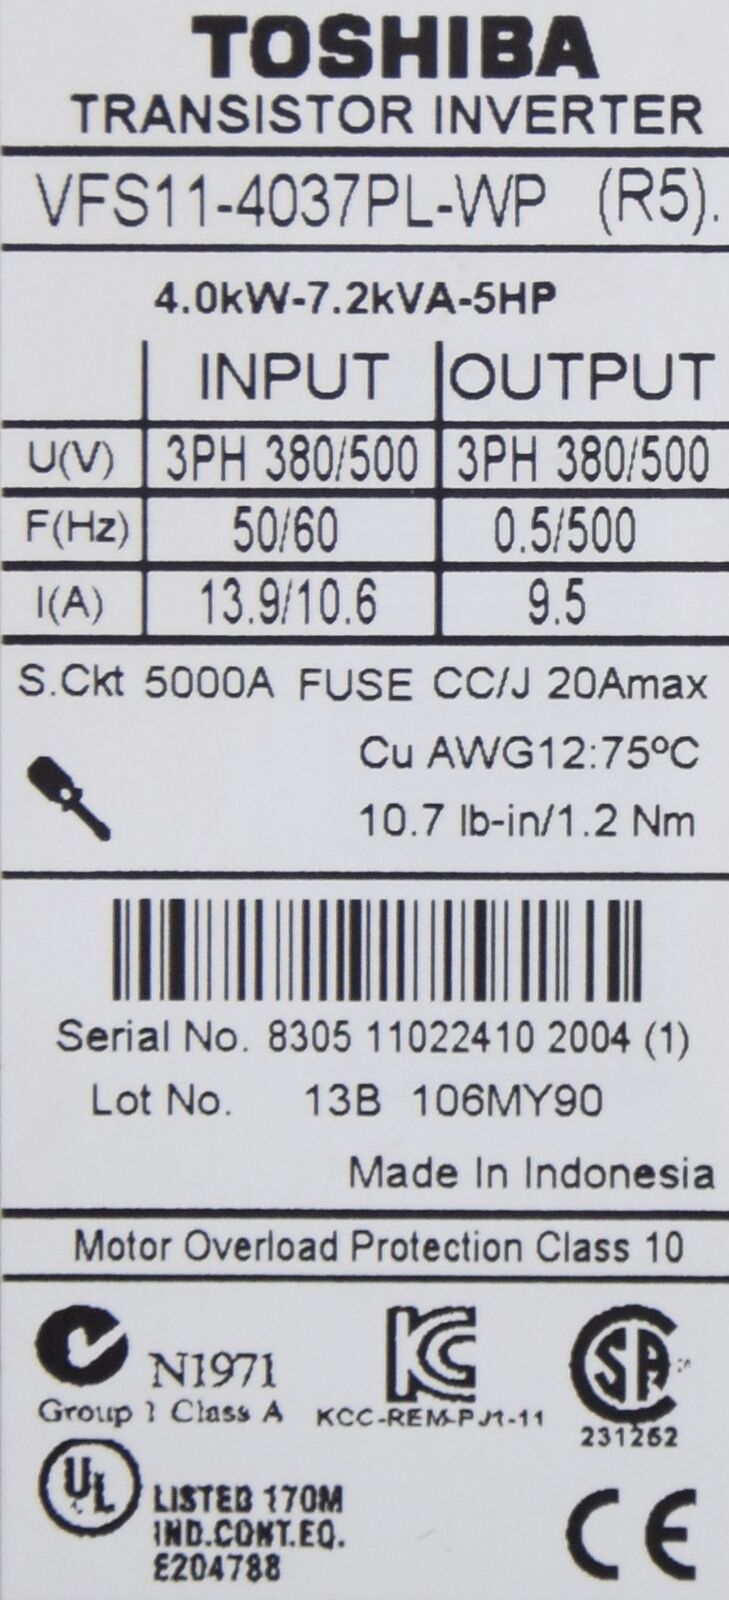 TOSHIBA
TRANSISTOR INVERTER
VFS11-4037PL-WP (R5).
4.0kW-7.2kVA-5HP
INPUT OUTPUT
U(V) 3PH 380/500 3PH 380/500
F(Hz) 50/60 0.5/500
I(A) 13.9/10.6 9.5
S.Ckt 5000A FUSE CC/J 20Amax
Cu AWG12:75ºC
10.7 lb-in/1.2 Nm
Serial No. 8305 11022410 2004 (1)
Lot No. 13B 106MY90
Made In Indonesia
Motor Overload Protection Class 10
N1971
Group 1 Class A
KC
KCC-REM-PJ1-11
SA
231252
UL
LISTED 170M
IND.CONT.EQ.
E204788
CE